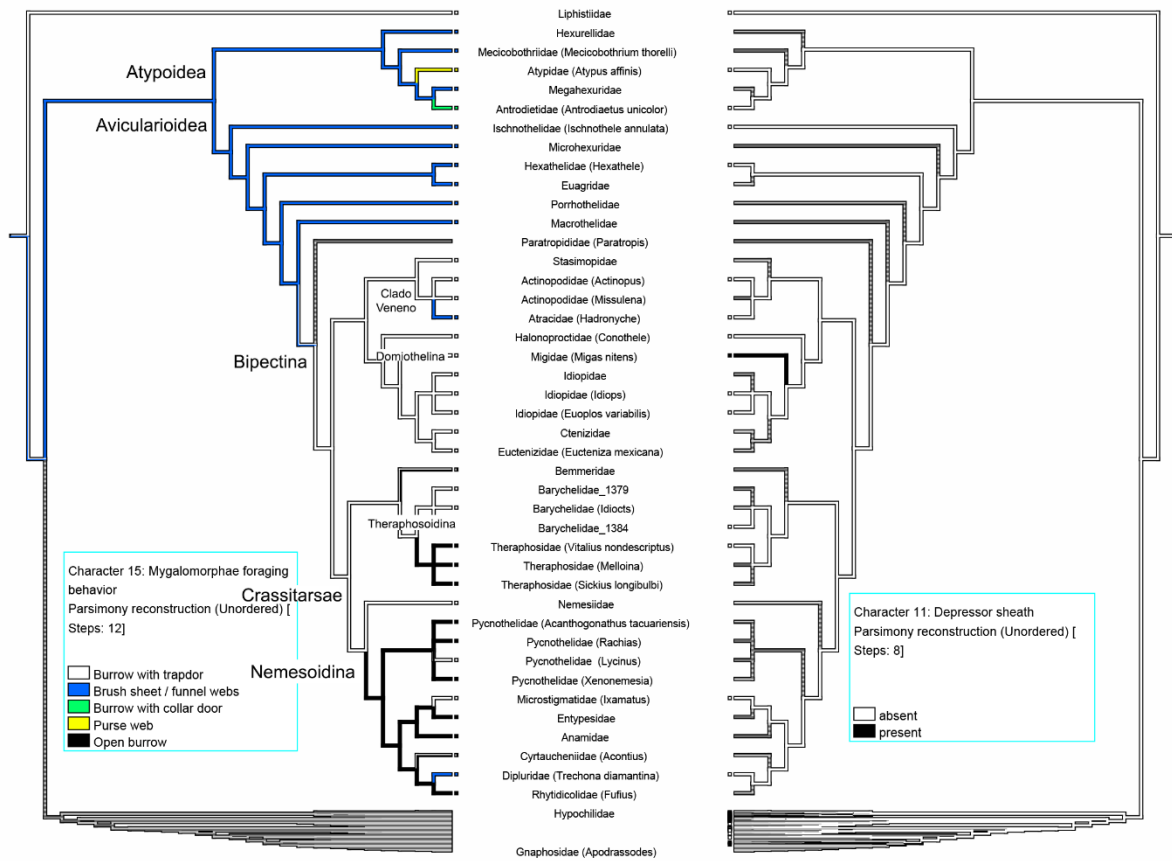 Liphistiidae
Hexurellidae
Mecicobothriidae (Mecicobothrium thorelli)
Atypoidea
Atypidae (Atypus affinis)
Megahexuridae
Antrodietidae (Antrodiaetus unicolor)
Avicularioidea
Ischnothelidae (Ischnothele annulata)
Microhexuridae
Hexathelidae (Hexathele)
Euagridae
Porrhothelidae
Macrothelidae
Paratropididae (Paratropis)
Stasimopidae
Actinopodidae (Actinopus)
Clado
Veneno
Actinopodidae (Missulena)
Atracidae (Hadronyche)
Halonoproctidae (Conothele)
Bipectina
Domiothelina
Migidae (Migas nitens)
Idiopidae
Idiopidae (Idiops)
Idiopidae (Euoplos variabilis)
Ctenizidae
Euctenizidae (Eucteniza mexicana)
Bemmeridae
Barychelidae_1379
Barychelidae (Idiocts)
Theraphosoidina
Barychelidae_1384
Theraphosidae (Vitalius nondescriptus)
Theraphosidae (Melloina)
Theraphosidae (Sickius longibulbi)
Crassitarsae
Nemesiidae
Pycnothelidae (Acanthogonathus tacuariensis)
Pycnothelidae (Rachias)
Pycnothelidae (Lycinus)
Nemesoidina
Pycnothelidae (Xenonemesia)
Microstigmatidae (Ixamatus)
Entypesidae
Anamidae
Cyrtaucheniidae (Acontius)
Dipluridae (Trechona diamantina)
Rhytidicolidae (Fufius)
Hypochilidae
Gnaphosidae (Apodrassodes)
Character 15: Mygalomorphae foraging
behavior
Parsimony reconstruction (Unordered) [
Steps: 12]
Burrow with trapdor
Brush sheet / funnel webs
Burrow with collar door
Purse web
Open burrow
Character 11: Depressor sheath
Parsimony reconstruction (Unordered) [
Steps: 8]
absent
present